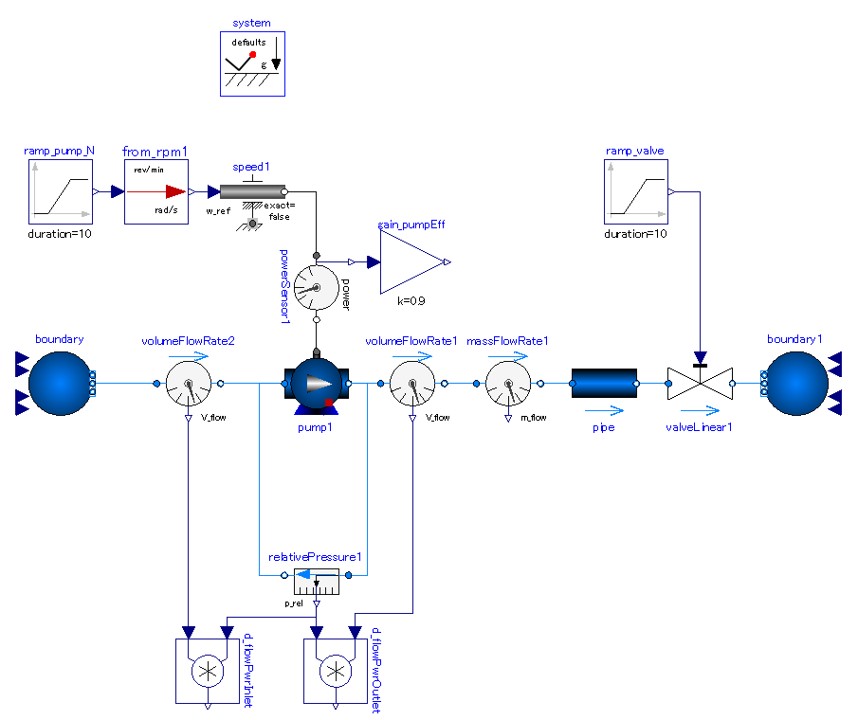 system
defaults
g
ramp_pump_N
from_rpm1
speed1
ramp_valve
rev/min
rad/s
w_ref
exact=
false
duration=10
duration=10
gain_pumpEff
k=0.9
powerSensor1
power
boundary
volumeFlowRate2
volumeFlowRate1
massFlowRate1
boundary1
V_flow
V_flow
m_flow
pump1
pipe
valveLinear1
relativePressure1
p_rel
d_flowPwrInlet
d_flowPwrOutlet